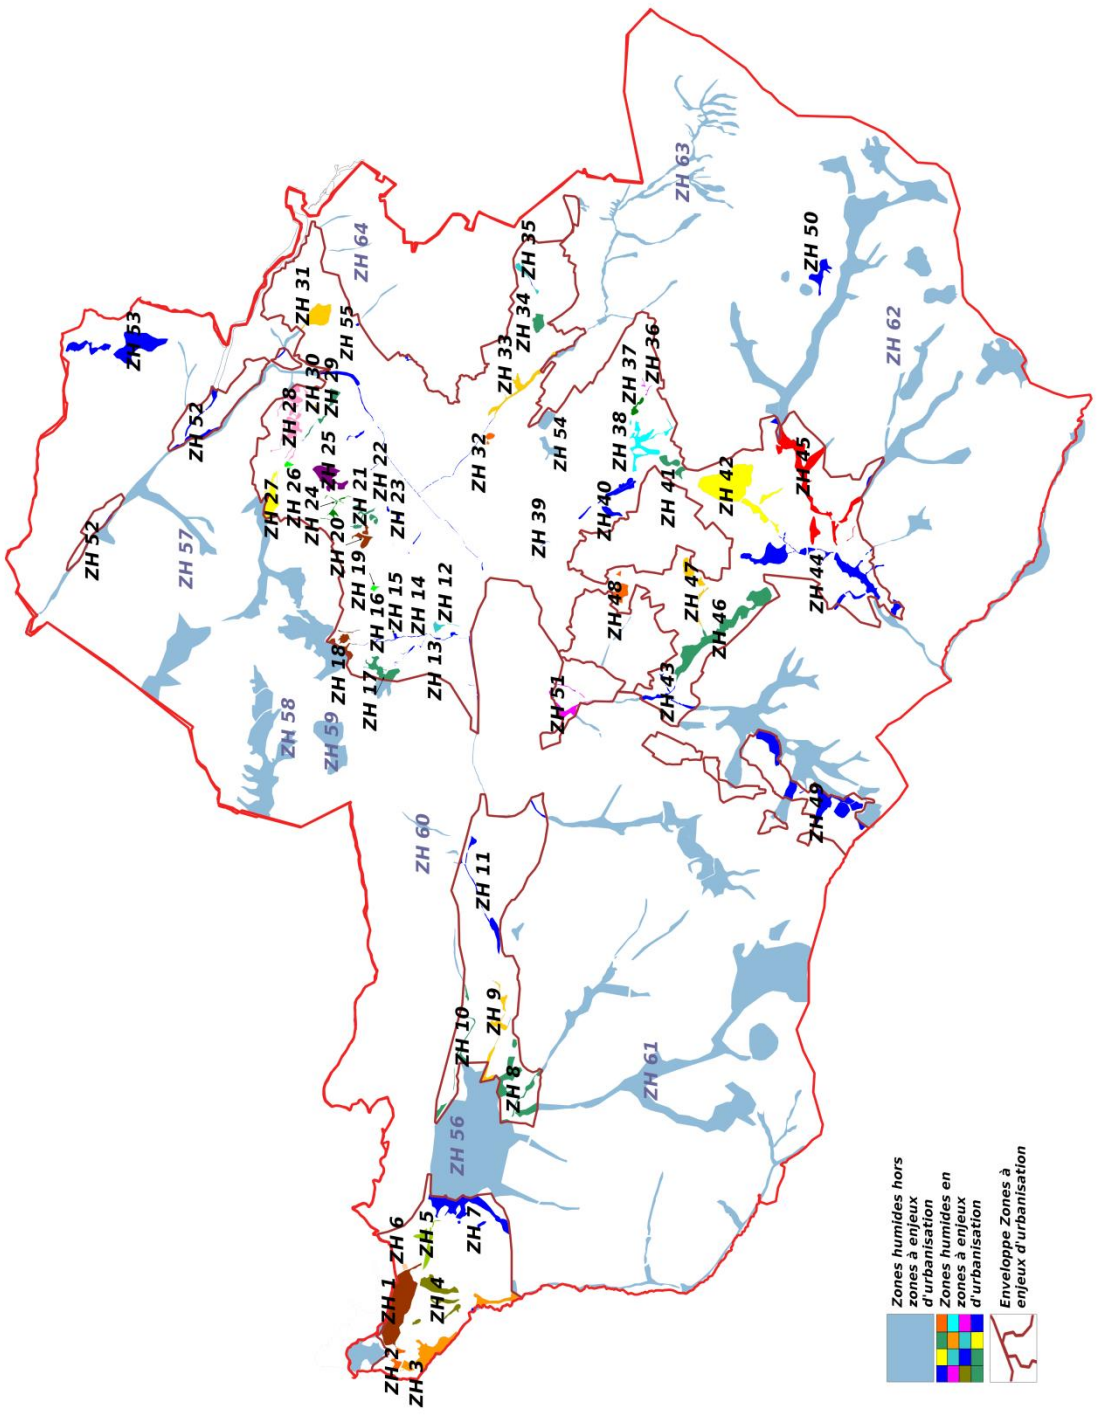 ZH 53
ZH 52
ZH 52
ZH 57
ZH 31
ZH 64
ZH 55
ZH 30
ZH 29
ZH 28
ZH 25
ZH 27
ZH 26
ZH 24
ZH 21
ZH 22
ZH 20
ZH 23
ZH 19
ZH 16
ZH 15
ZH 14
ZH 12
ZH 18
ZH 17
ZH 13
ZH 58
ZH 59
ZH 35
ZH 34
ZH 33
ZH 32
ZH 54
ZH 39
ZH 63
ZH 50
ZH 62
ZH 37
ZH 36
ZH 38
ZH 40
ZH 41
ZH 42
ZH 45
ZH 48
ZH 47
ZH 46
ZH 44
ZH 51
ZH 43
ZH 49
ZH 60
ZH 11
ZH 10
ZH 9
ZH 8
ZH 61
ZH 56
ZH 6
ZH 5
ZH 7
ZH 1
ZH 4
ZH 2
ZH 3
Zones humides hors
zones à enjeux
d'urbanisation
Zones humides en
zones à enjeux
d'urbanisation
Enveloppe Zones à
enjeux d'urbanisation